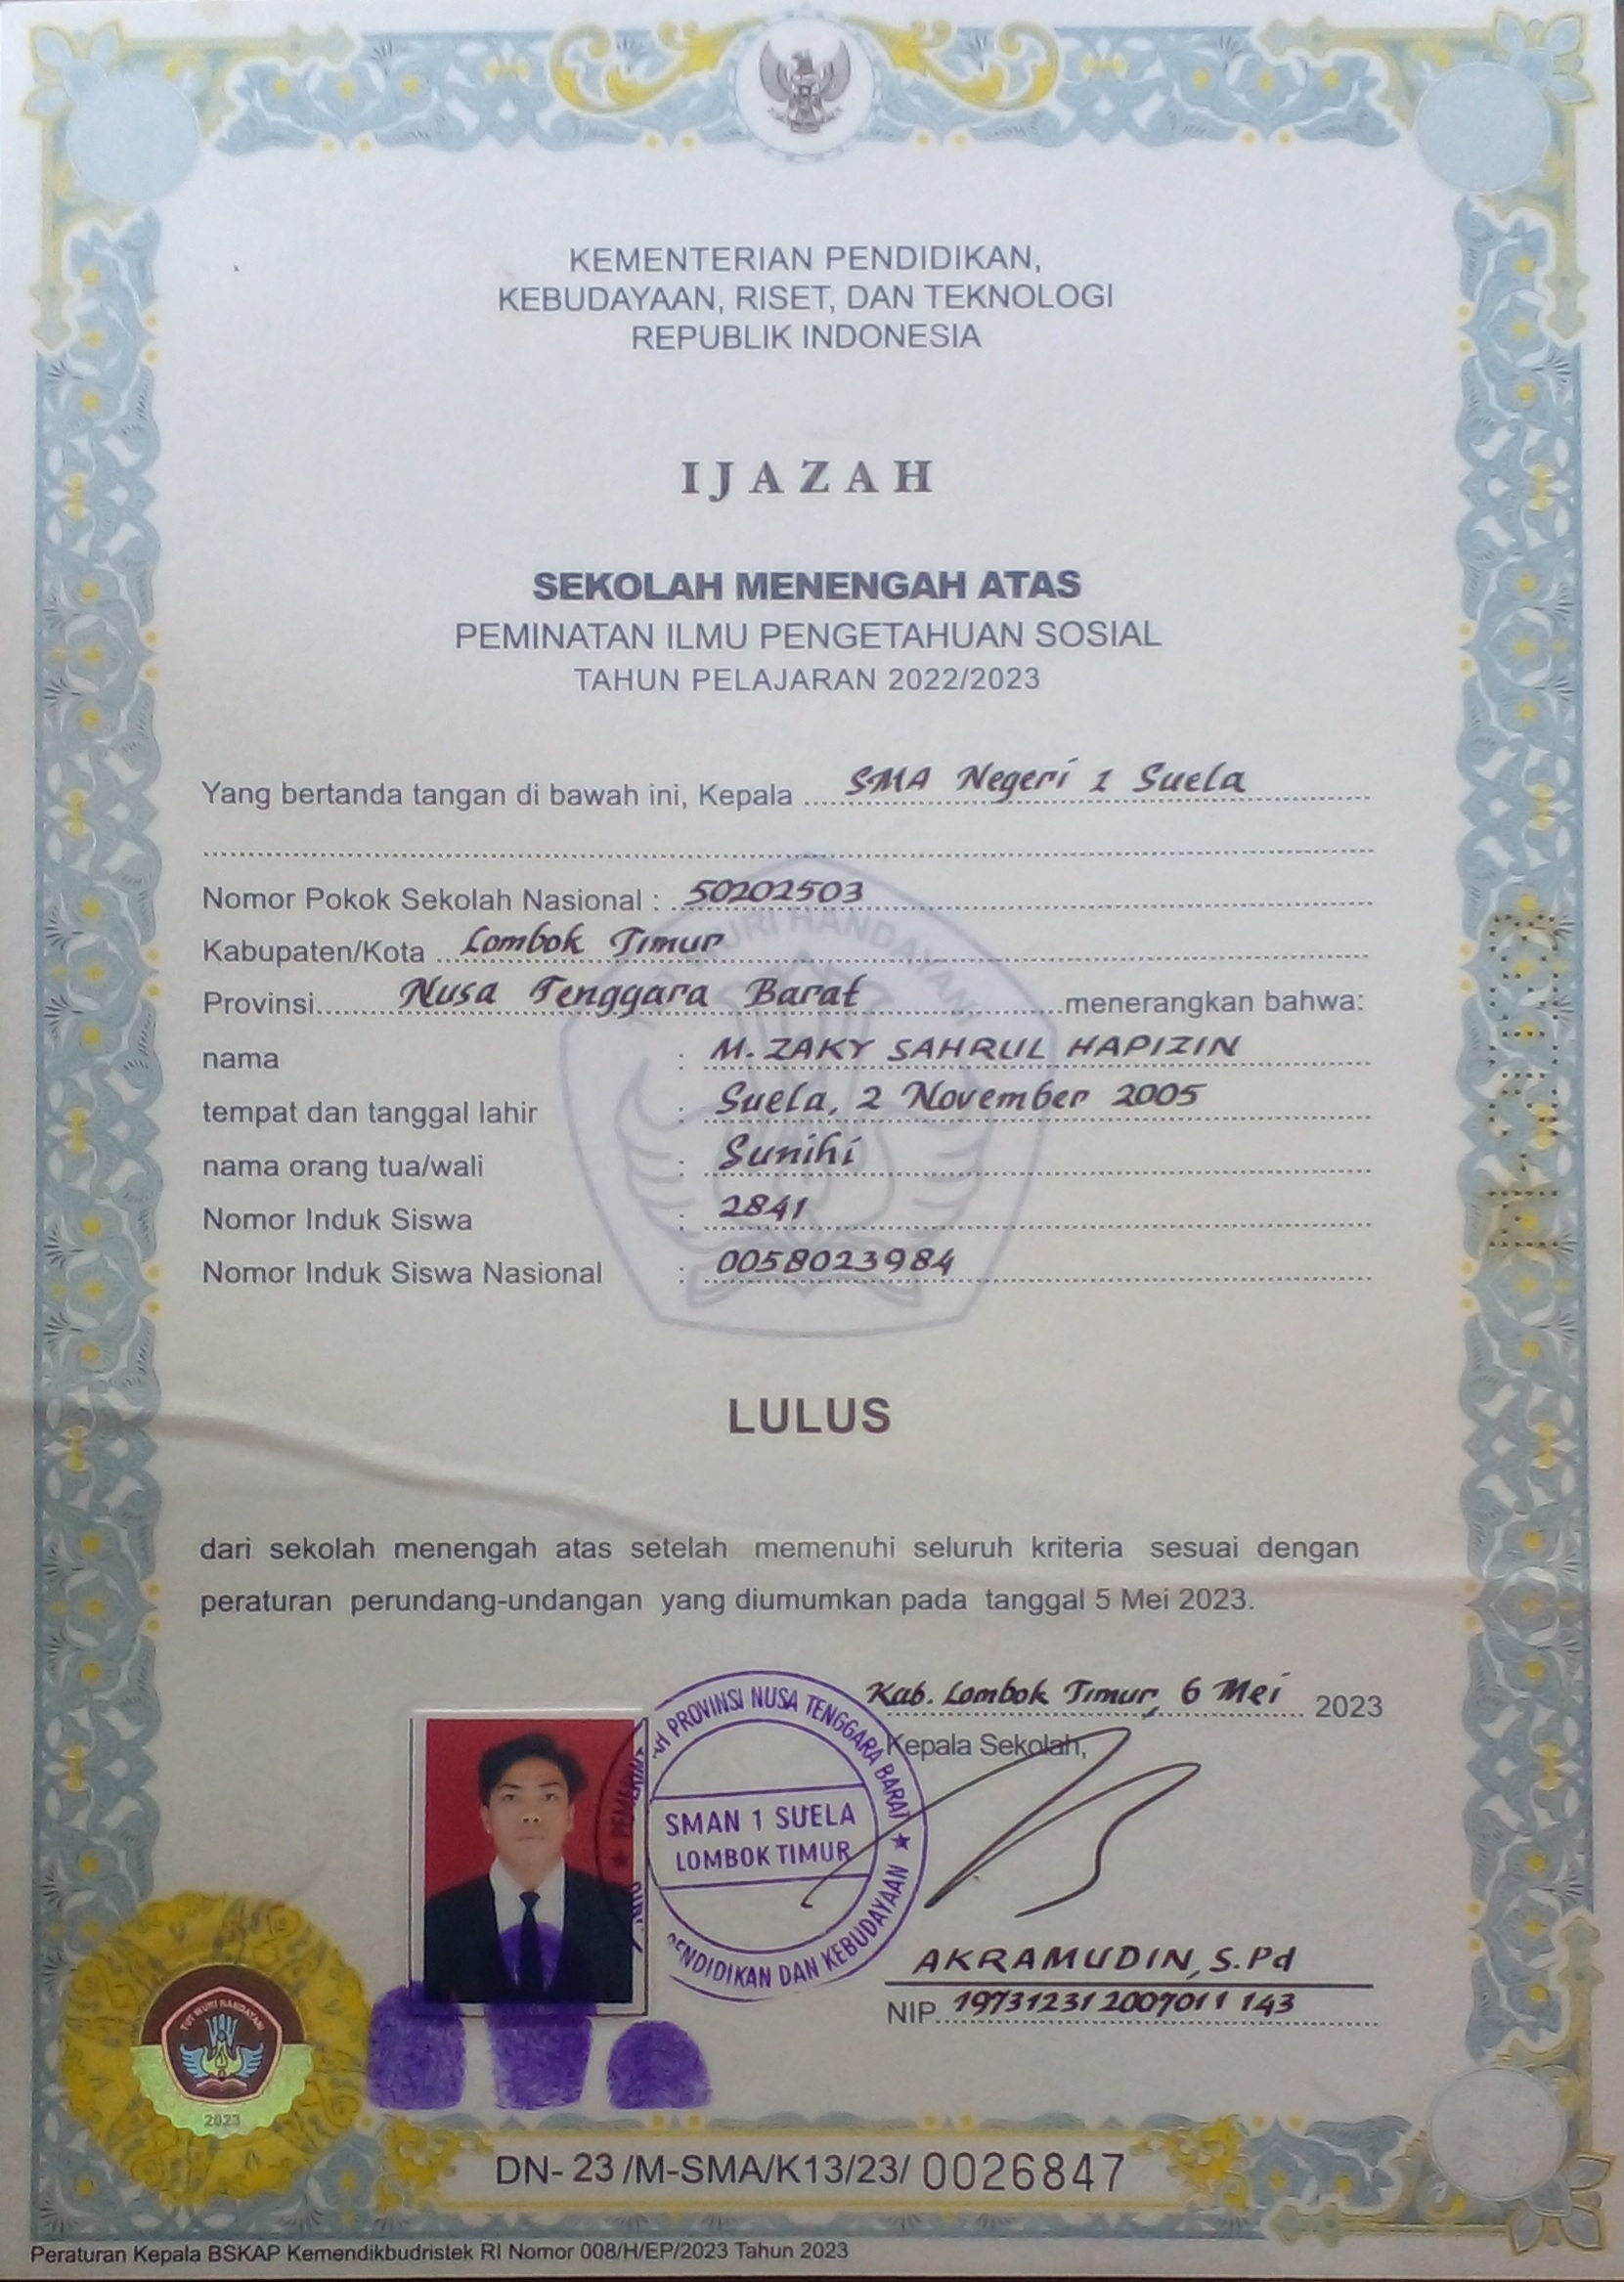 KEMENTERIAN PENDIDIKAN,
KEBUDAYAAN, RISET, DAN TEKNOLOGI
REPUBLIK INDONESIA
IJAZAH
SEKOLAH MENENGAH ATAS
PEMINATAN ILMU PENGETAHUAN SOSIAL
TAHUN PELAJARAN 2022/2023
Yang bertanda tangan di bawah ini, Kepala SMA Negeri 1 Suela
Nomor Pokok Sekolah Nasional : 50202503
Kabupaten/Kota Lombok Timur
Provinsi Nusa Tenggara Barat menerangkan bahwa:
nama : M. ZAKY SAHRUL HAPIZIN
tempat dan tanggal lahir : Suela, 2 November 2005
nama orang tua/wali : Sunihi
Nomor Induk Siswa : 2841
Nomor Induk Siswa Nasional : 0058023984
LULUS
dari sekolah menengah atas setelah memenuhi seluruh kriteria sesuai dengan
peraturan perundang-undangan yang diumumkan pada tanggal 5 Mei 2023.
Kab. Lombok Timur, 6 Mei 2023
Kepala Sekolah,
PROVINSI NUSA TENGGARA BARAT
SMAN 1 SUELA
LOMBOK TIMUR
PENDIDIKAN DAN KEBUDAYAAN
AKRAMUDIN, S.Pd
NIP. 197312312007011143
TUT WURI HANDAYANI
2023
DN-23/M-SMA/K13/23/0026847
Peraturan Kepala BSKAP Kemendikbudristek RI Nomor 008/H/EP/2023 Tahun 2023